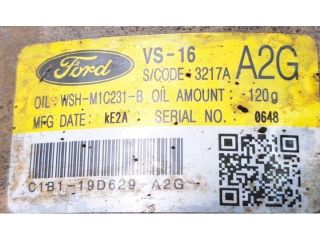 Ford VS-16
S/CODE: 3217A A2G
OIL: WSH-M1C231-B OIL AMOUNT: 120g
MFG DATE: KE2A SERIAL NO.: 0648
C1B1-19D629-A2G